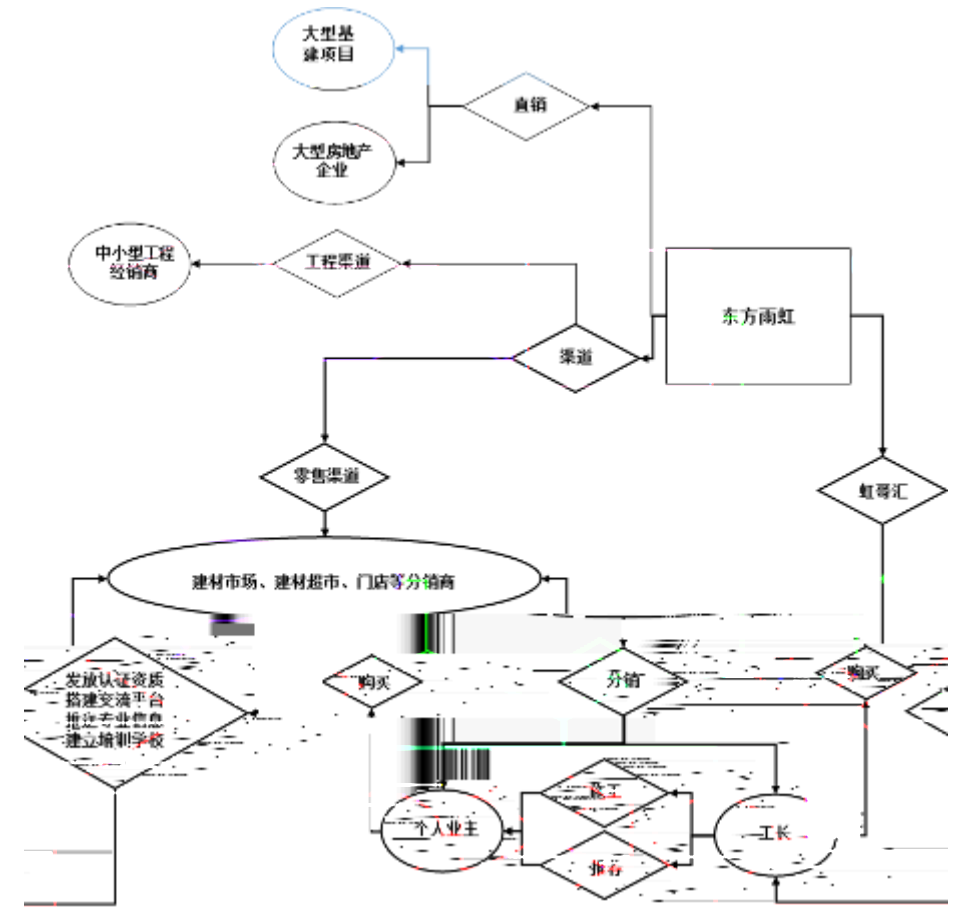 大型基
建项目
直销
大型房地产
企业
中小型工程
经销商
工程渠道
东方雨虹
渠道
零售渠道
虹哥汇
建材市场、建材超市、门店等分销商
发放认证资质
搭建交流平台
建立培训学校
购买
分销
购买
个人业主
工长